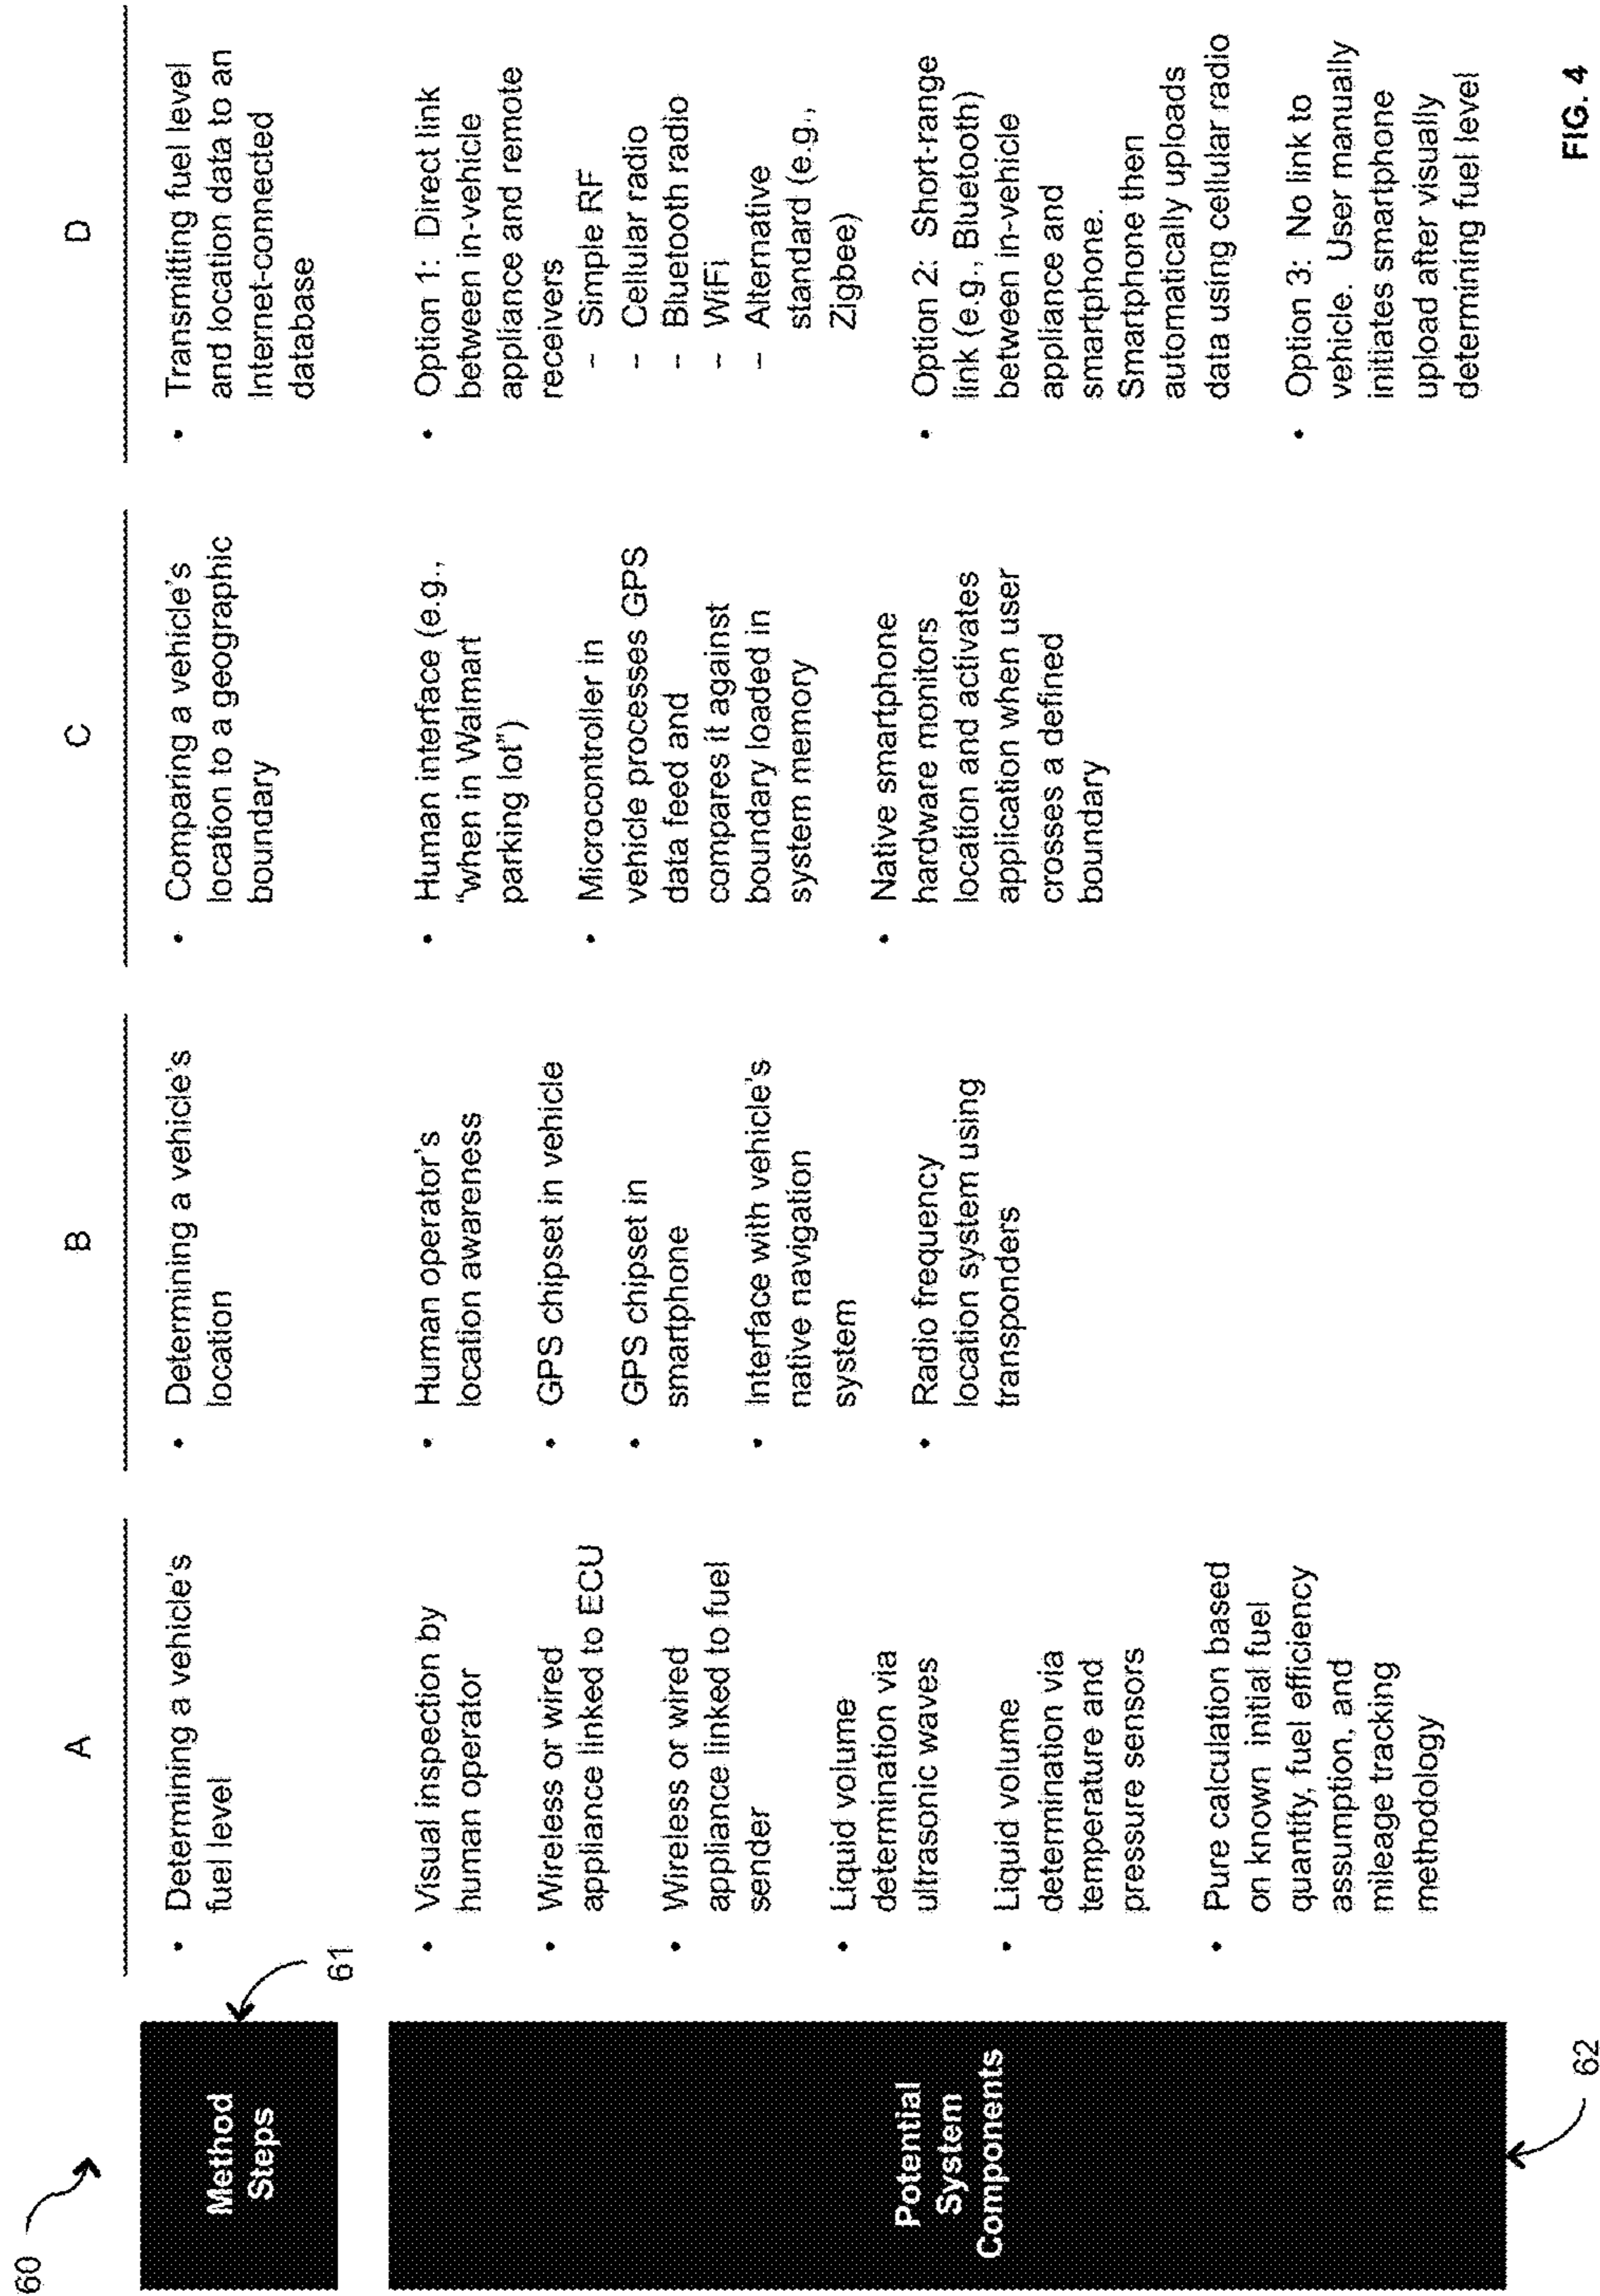 60
A
B
C
D
Method
Steps
61
• Determining a vehicle's
fuel level
• Determining a vehicle's
location
• Comparing a vehicle's
location to a geographic
boundary
• Transmitting fuel level
and location data to an
Internet-connected
database
Potential
System
Components
62
• Visual inspection by
human operator
• Wireless or wired
appliance linked to ECU
• Wireless or wired
appliance linked to fuel
sender
• Liquid volume
determination via
ultrasonic waves
• Liquid volume
determination via
temperature and
pressure sensors
• Pure calculation based
on known initial fuel
quantity, fuel efficiency
assumption, and
mileage tracking
methodology
• Human operator's
location awareness
• GPS chipset in vehicle
• GPS chipset in
smartphone
• Interface with vehicle's
native navigation
system
• Radio frequency
location system using
transponders
• Human interface (e.g.,
"when in Walmart
parking lot")
• Microcontroller in
vehicle processes GPS
data feed and
compares it against
boundary loaded in
system memory
• Native smartphone
hardware monitors
location and activates
application when user
crosses a defined
boundary
• Option 1: Direct link
between in-vehicle
appliance and remote
receivers
– Simple RF
– Cellular radio
– Bluetooth radio
– WiFi
– Alternative
standard (e.g.,
Zigbee)
• Option 2: Short-range
link (e.g., Bluetooth)
between in-vehicle
appliance and
smartphone.
Smartphone then
automatically uploads
data using cellular radio
• Option 3: No link to
vehicle. User manually
initiates smartphone
upload after visually
determining fuel level
FIG. 4